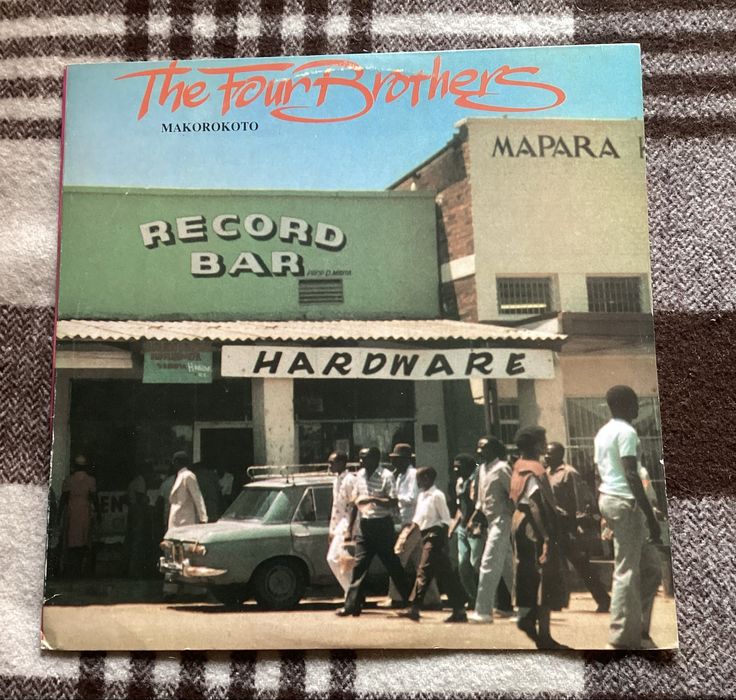 The Four Brothers
MAKOROKOTO
MAPARA
RECORD
BAR
HARDWARE